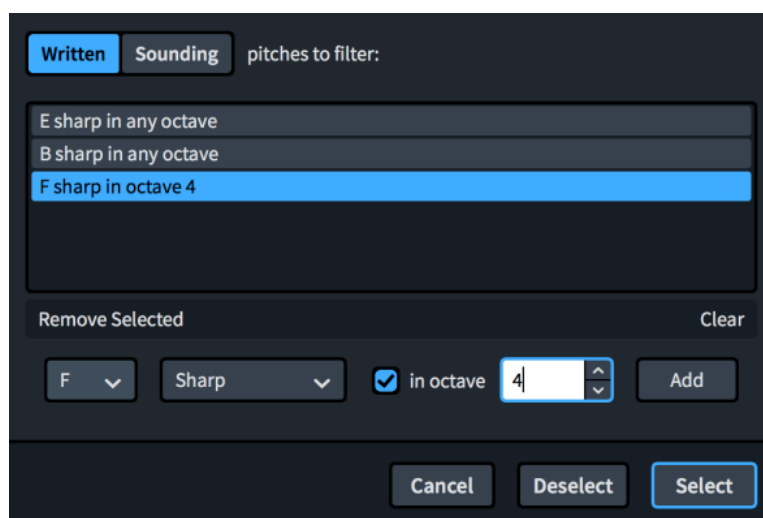 Written Sounding pitches to filter:
E sharp in any octave
B sharp in any octave
F sharp in octave 4
Remove Selected Clear
F Sharp in octave 4 Add
Cancel Deselect Select